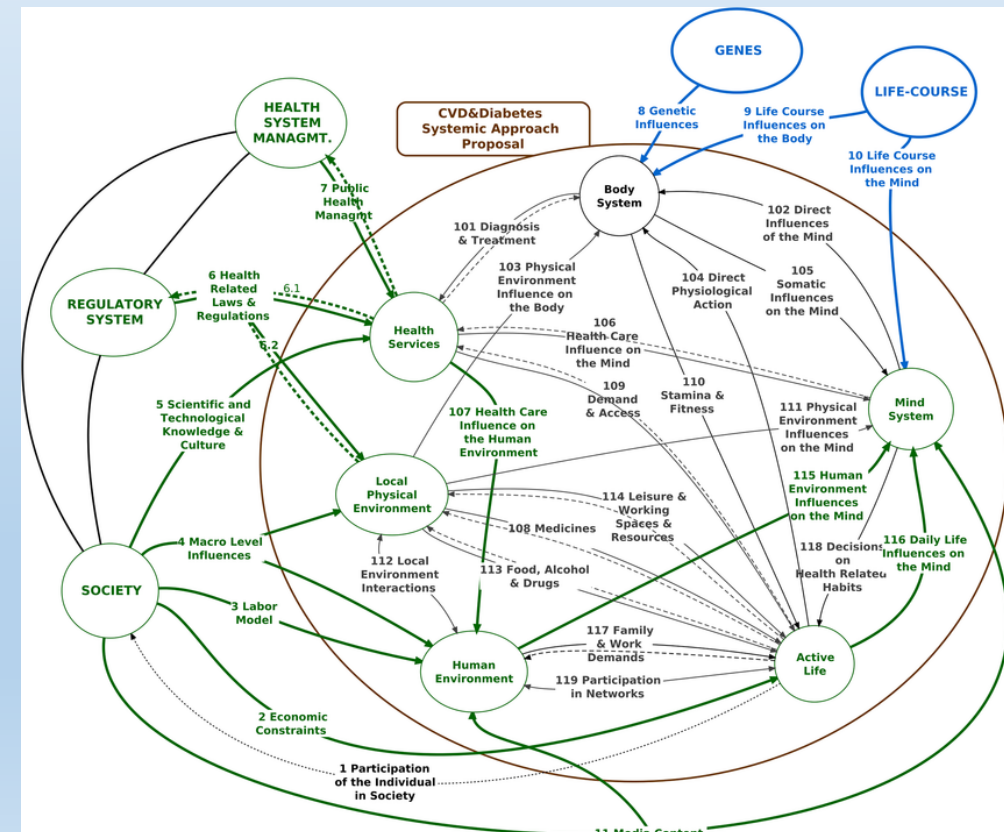 GENES
LIFE-COURSE
HEALTH
SYSTEM
MANAGMT.
CVD&Diabetes
Systemic Approach
Proposal
8 Genetic
Influences
9 Life Course
Influences on
the Body
10 Life Course
Influences on
the Mind
7 Public
Health
Managmt
Body
System
101 Diagnosis
& Treatment
102 Direct
Influences
of the Mind
103 Physical
Environment
Influence on
the Body
104 Direct
Physiological
Action
105
Somatic
Influences
on the Mind
REGULATORY
SYSTEM
6 Health
Related
Laws &
Regulations
6.1
6.2
Health
Services
106
Health Care
Influence on
the Mind
109
Demand
& Access
110
Stamina &
Fitness
Mind
System
5 Scientific and
Technological
Knowledge &
Culture
107 Health Care
Influence on
the Human
Environment
111 Physical
Environment
Influences
on the Mind
115 Human
Environment
Influences
on the Mind
Local
Physical
Environment
114 Leisure &
Working
Spaces &
Resources
108 Medicines
116 Daily Life
Influences on
the Mind
118 Decisions
on
Health Related
Habits
4 Macro Level
Influences
112 Local
Environment
Interactions
113 Food, Alcohol
& Drugs
SOCIETY
3 Labor
Model
117 Family
& Work
Demands
Human
Environment
119 Participation
in Networks
Active
Life
2 Economic
Constraints
1 Participation
of the Individual
in Society
11 Media Content